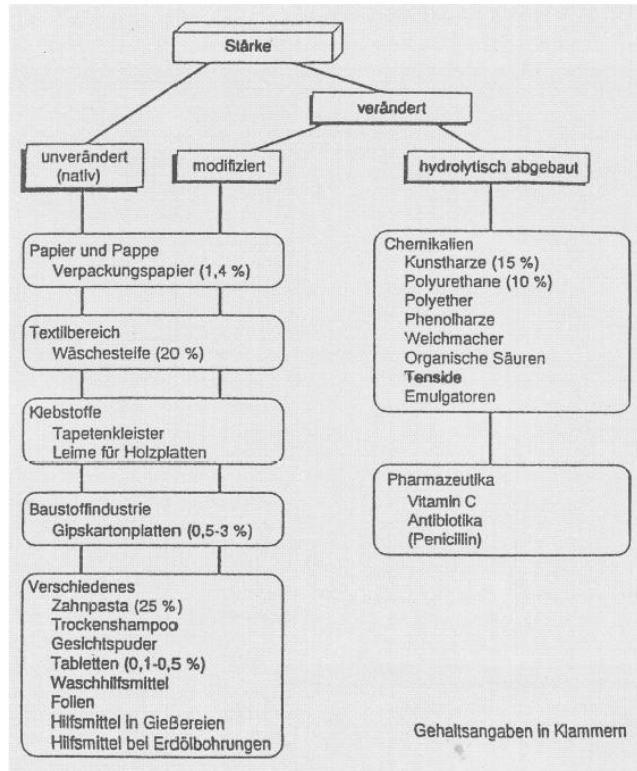 Stärke
verändert
unverändert
(nativ)
modifiziert
hydrolytisch abgebaut
Papier und Pappe
Verpackungspapier (1,4 %)
Textilbereich
Wäschesteife (20 %)
Klebstoffe
Tapetenkleister
Leime für Holzplatten
Baustoffindustrie
Gipskartonplatten (0,5-3 %)
Verschiedenes
Zahnpasta (25 %)
Trockenshampoo
Gesichtspuder
Tabletten (0,1-0,5 %)
Waschhilfsmittel
Folien
Hilfsmittel in Gießereien
Hilfsmittel bei Erdölbohrungen
Chemikalien
Kunstharze (15 %)
Polyurethane (10 %)
Polyether
Phenolharze
Weichmacher
Organische Säuren
Tenside
Emulgatoren
Pharmazeutika
Vitamin C
Antibiotika
(Penicillin)
Gehaltsangaben in Klammern